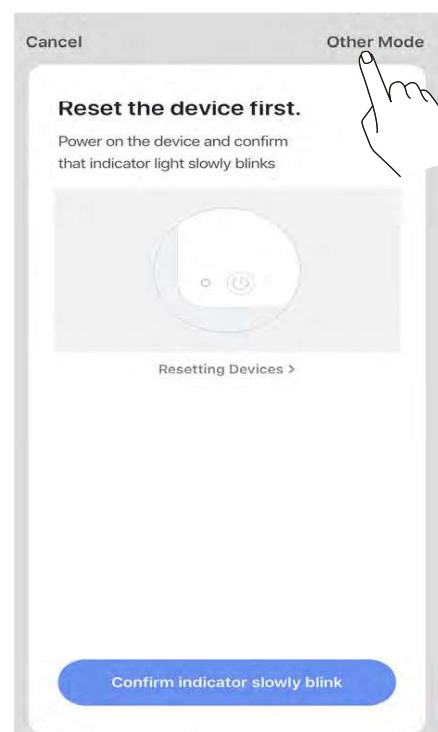 Cancel
Other Mode
Reset the device first.
Power on the device and confirm
that indicator light slowly blinks
Resetting Devices >
Confirm indicator slowly blink